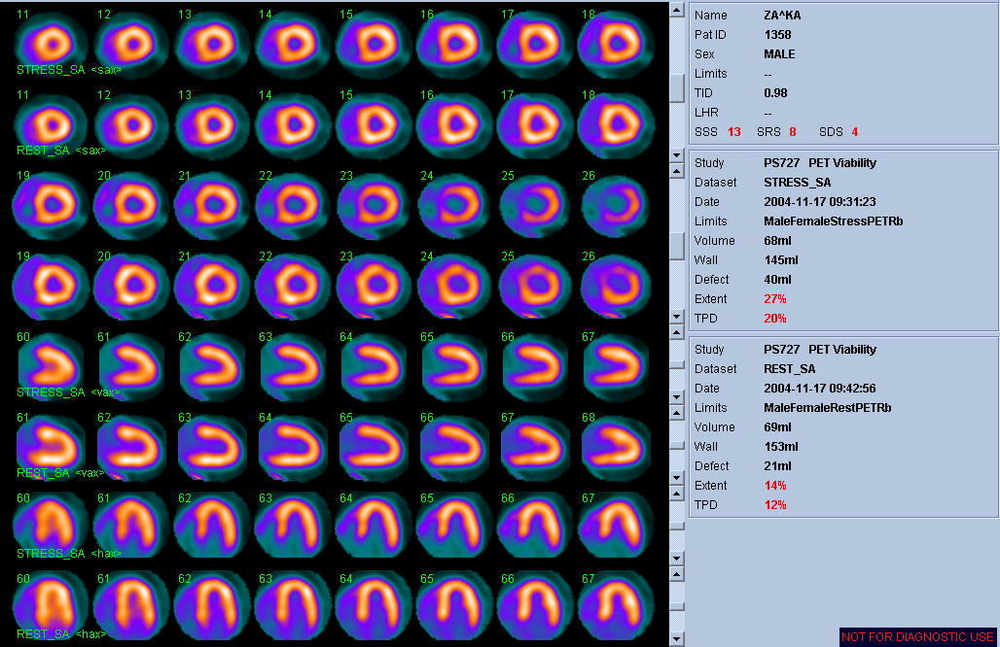 11 12 13 14 15 16 17 18
STRESS_SA <sax>
11 12 13 14 15 16 17 18
REST_SA <sax>
19 20 21 22 23 24 25 26
19 20 21 22 23 24 25 26
60 61 62 63 64 65 66 67
STRESS_SA <vax>
61 62 63 64 65 66 67 68
REST_SA <vax>
60 61 62 63 64 65 66 67
STRESS_SA <hax>
60 61 62 63 64 65 66 67
REST_SA <hax>
Name ZA^KA
Pat ID 1358
Sex MALE
Limits --
TID 0.98
LHR --
SSS 13 SRS 8 SDS 4
Study PS727 PET Viability
Dataset STRESS_SA
Date 2004-11-17 09:31:23
Limits MaleFemaleStressPETRb
Volume 68ml
Wall 145ml
Defect 40ml
Extent 27%
TPD 20%
Study PS727 PET Viability
Dataset REST_SA
Date 2004-11-17 09:42:56
Limits MaleFemaleRestPETRb
Volume 69ml
Wall 153ml
Defect 21ml
Extent 14%
TPD 12%
NOT FOR DIAGNOSTIC USE